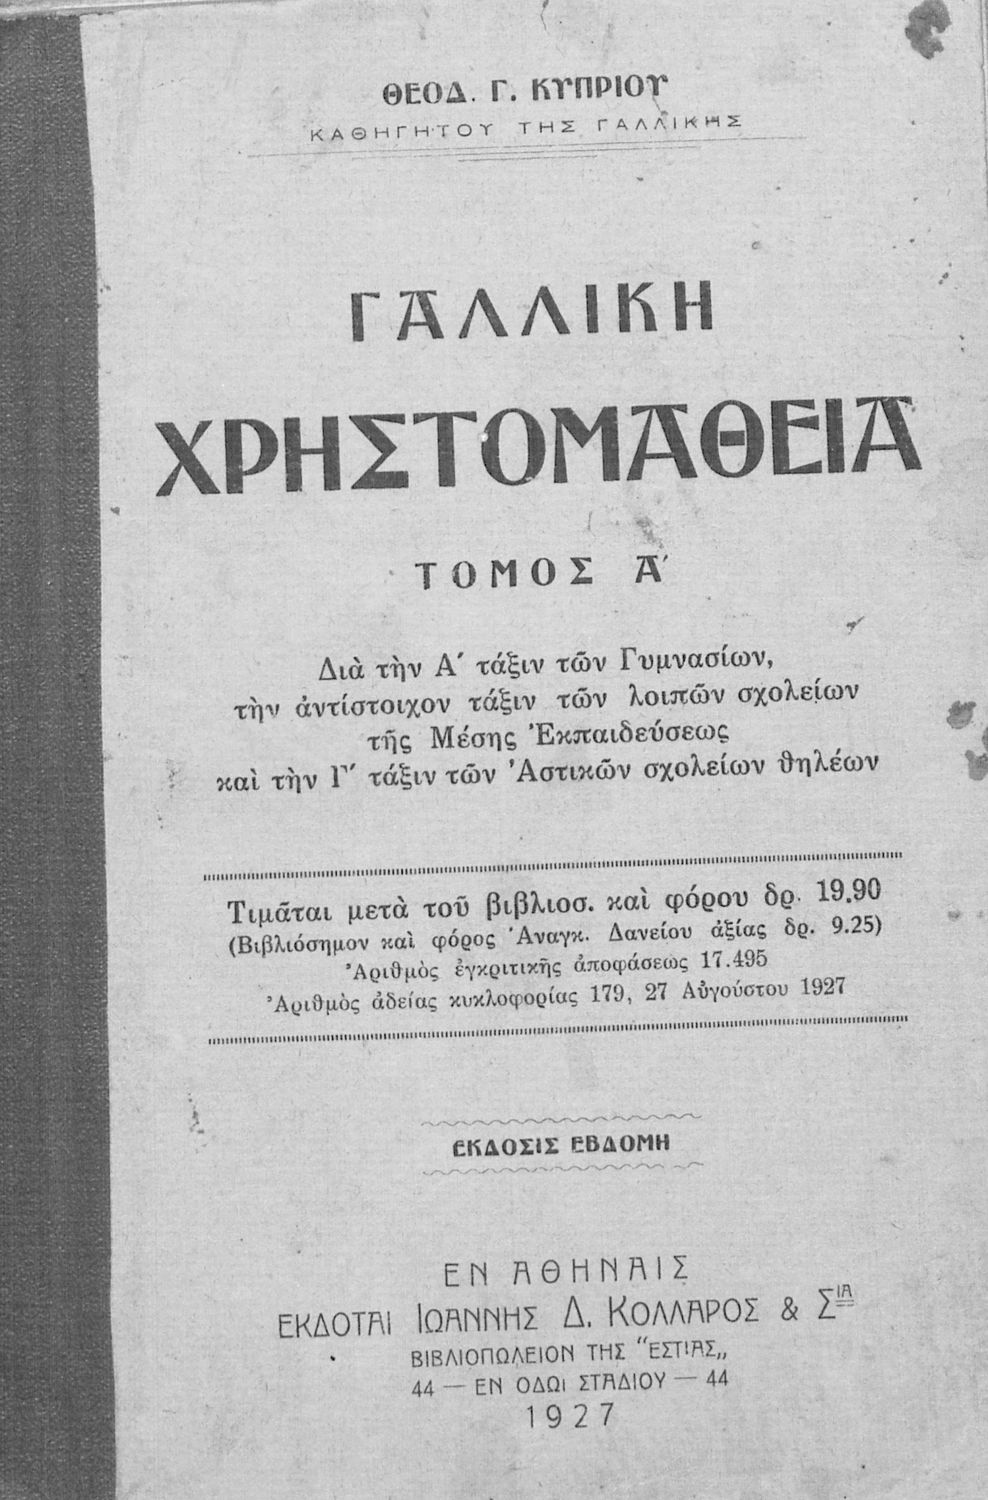 ΘΕΟΔ. Γ. ΚΥΠΡΙΟΥ
ΚΑΘΗΓΗΤΟΥ ΤΗΣ ΓΑΛΛΙΚΗΣ
ΓΑΛΛΙΚΗ
ΧΡΗΣΤΟΜΑΘΕΙΑ
ΤΟΜΟΣ Α΄
Διὰ τὴν Α΄ τάξιν τῶν Γυμνασίων,
τὴν ἀντίστοιχον τάξιν τῶν λοιπῶν σχολείων
τῆς Μέσης Ἐκπαιδεύσεως
καὶ τὴν Γ΄ τάξιν τῶν Ἀστικῶν σχολείων θηλέων
Τιμᾶται μετὰ τοῦ βιβλιοσ. καὶ φόρου δρ. 19.90
(Βιβλιόσημον καὶ φόρος Ἀναγκ. Δανείου ἀξίας δρ. 9.25)
Ἀριθμὸς ἐγκριτικῆς ἀποφάσεως 17.495
Ἀριθμὸς ἀδείας κυκλοφορίας 179, 27 Αὐγούστου 1927
ΕΚΔΟΣΙΣ ΕΒΔΟΜΗ
ΕΝ ΑΘΗΝΑΙΣ
ΕΚΔΟΤΑΙ ΙΩΑΝΝΗΣ Δ. ΚΟΛΛΑΡΟΣ & ΣΙΑ
ΒΙΒΛΙΟΠΩΛΕΙΟΝ ΤΗΣ "ΕΣΤΙΑΣ„
44 — ΕΝ ΟΔΩΙ ΣΤΑΔΙΟΥ — 44
1927